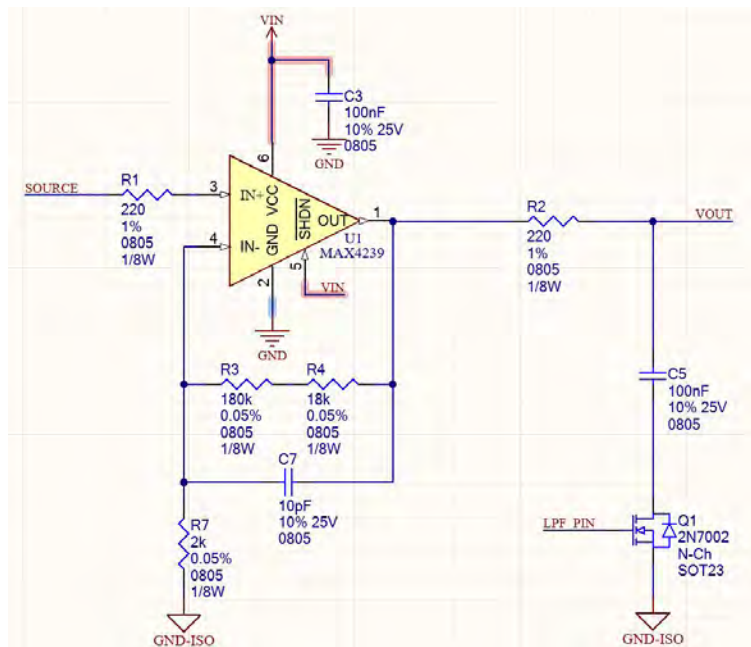 VIN
C3
100nF
10% 25V
0805
GND
6
VCC
SOURCE
R1
220
1%
0805
1/8W
3
IN+
4
IN-
GND
2
GND
SHDN
5
VIN
OUT
1
U1
MAX4239
R2
220
1%
0805
1/8W
VOUT
R3
180k
0.05%
0805
1/8W
R4
18k
0.05%
0805
1/8W
C7
10pF
10% 25V
0805
R7
2k
0.05%
0805
1/8W
GND-ISO
C5
100nF
10% 25V
0805
LPF_PIN
Q1
2N7002
N-Ch
SOT23
GND-ISO